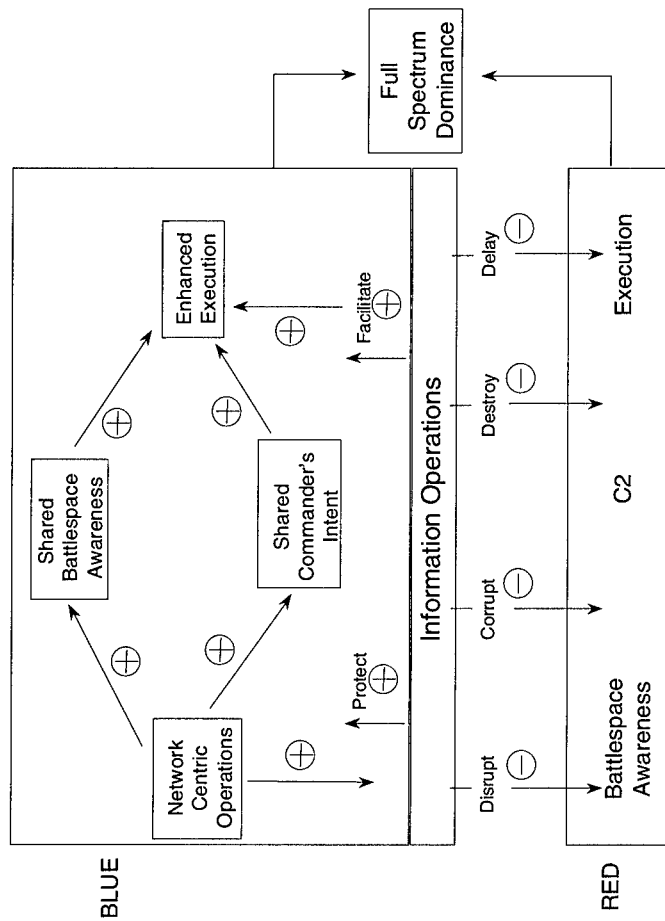 BLUE
Shared
Battlespace
Awareness
Network
Centric
Operations
Enhanced
Execution
Shared
Commander's
Intent
Protect
Facilitate
Information Operations
Full
Spectrum
Dominance
Disrupt
Corrupt
Destroy
Delay
RED
Battlespace
Awareness
C2
Execution